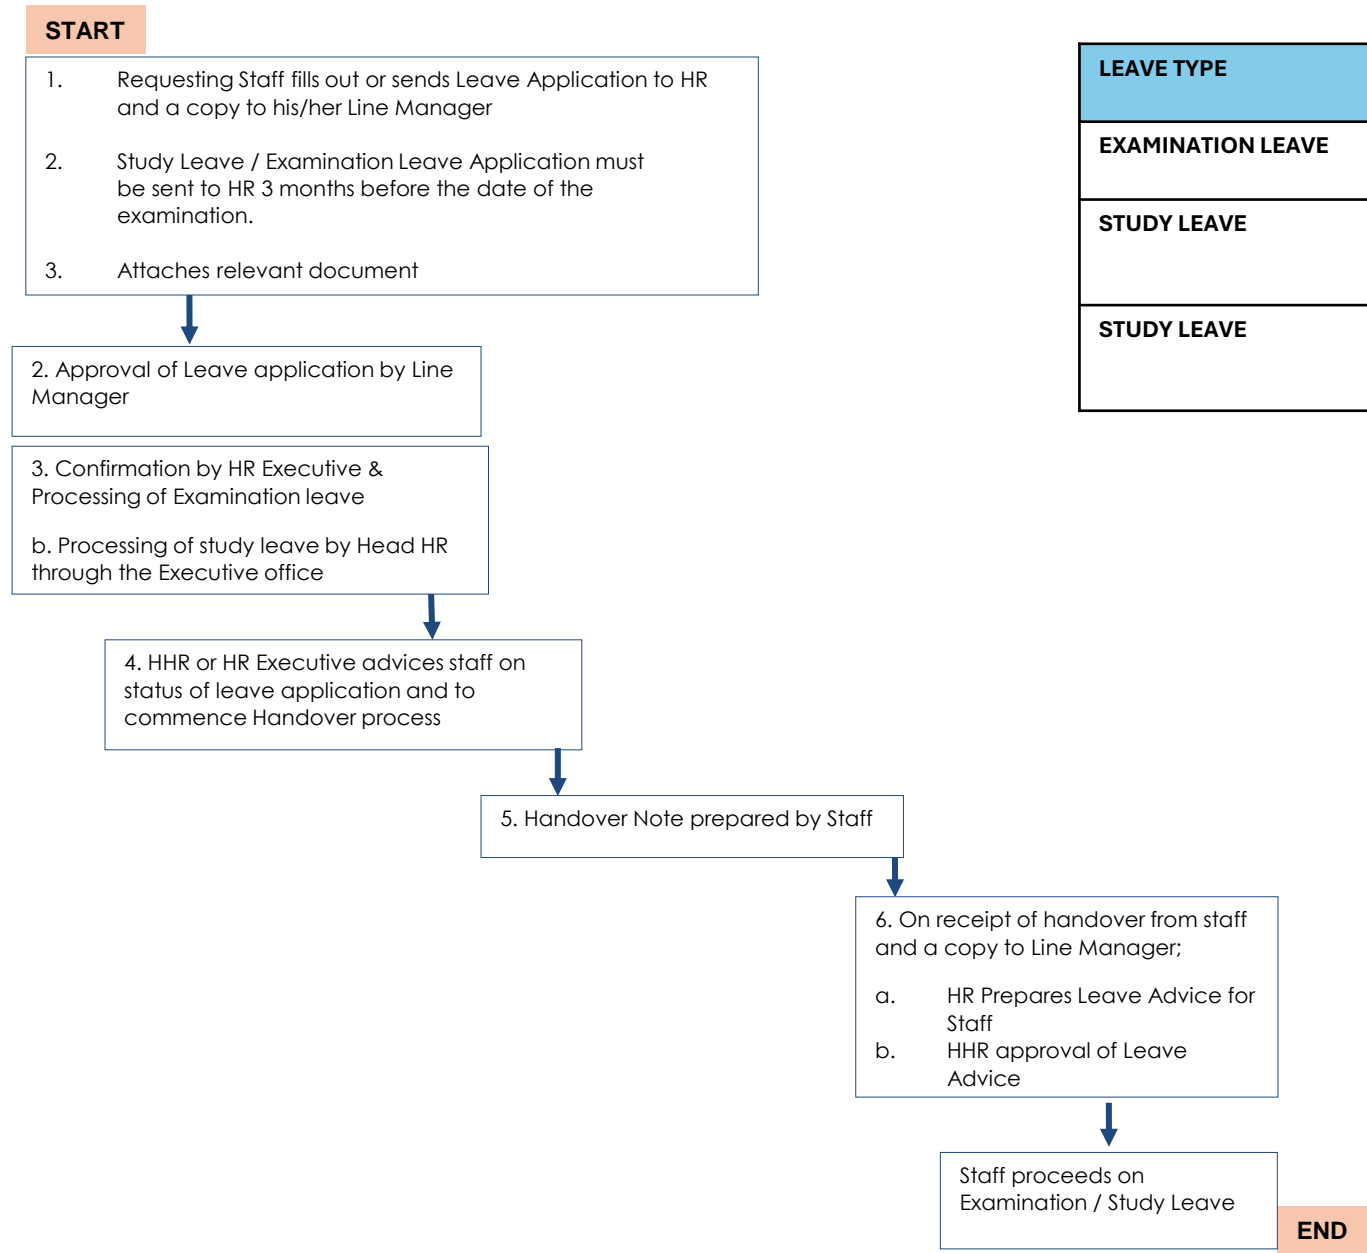 START
1. Requesting Staff fills out or sends Leave Application to HR
and a copy to his/her Line Manager
2. Study Leave / Examination Leave Application must
be sent to HR 3 months before the date of the
examination.
3. Attaches relevant document
2. Approval of Leave application by Line
Manager
3. Confirmation by HR Executive &
Processing of Examination leave
b. Processing of study leave by Head HR
through the Executive office
4. HHR or HR Executive advices staff on
status of leave application and to
commence Handover process
5. Handover Note prepared by Staff
6. On receipt of handover from staff
and a copy to Line Manager;
a. HR Prepares Leave Advice for
Staff
b. HHR approval of Leave
Advice
Staff proceeds on
Examination / Study Leave
END
LEAVE TYPE
EXAMINATION LEAVE
STUDY LEAVE
STUDY LEAVE